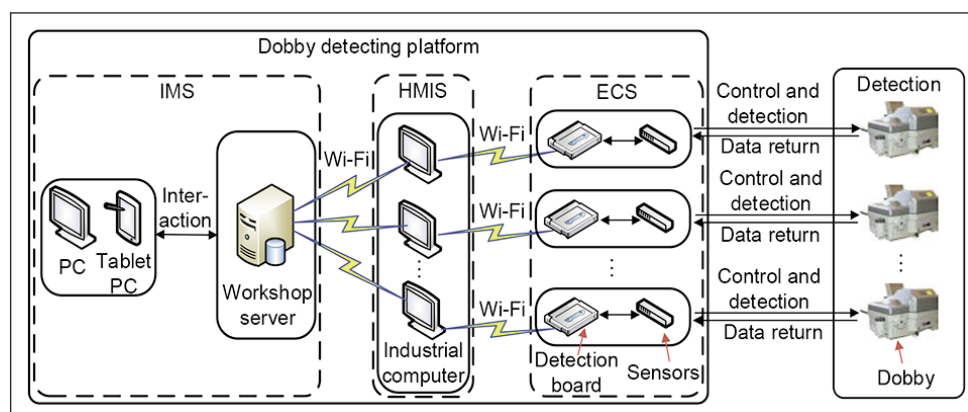 Dobby detecting platform
IMS
PC
Tablet
PC
Inter-
action
Workshop
server
Wi-Fi
HMIS
Industrial
computer
Wi-Fi
Wi-Fi
Wi-Fi
ECS
Detection
board
Sensors
Control and
detection
Data return
Control and
detection
Data return
Control and
detection
Data return
Detection
Dobby